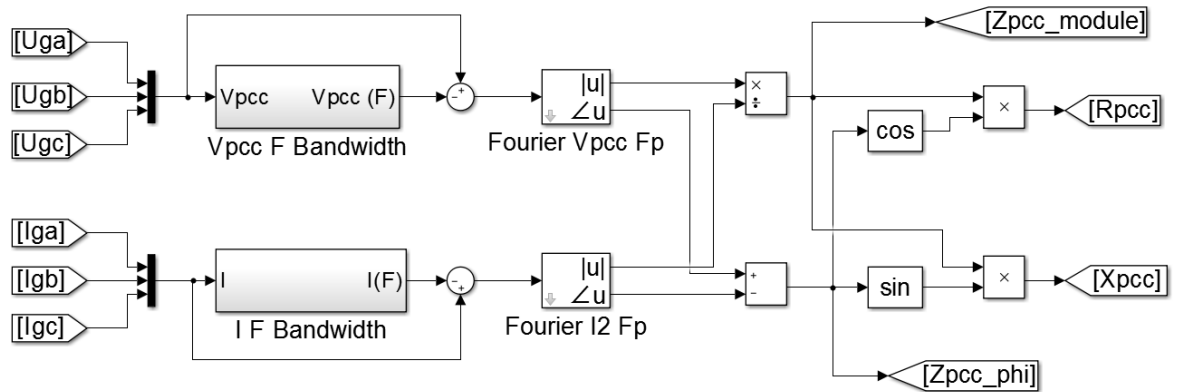 [Uga]
[Ugb]
[Ugc]
Vpcc
Vpcc (F)
Vpcc F Bandwidth
|u|
∠u
Fourier Vpcc Fp
×
÷
[Zpcc_module]
cos
×
[Rpcc]
[Iga]
[Igb]
[Igc]
I
I(F)
I F Bandwidth
|u|
∠u
Fourier I2 Fp
+
−
sin
×
[Xpcc]
[Zpcc_phi]